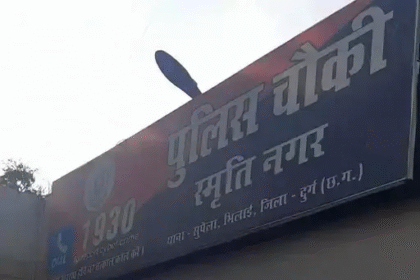 पुलिस चौकी
स्मृति नगर
थाना - सुपेला, भिलाई, जिला - दुर्ग (छ.ग.)
1930